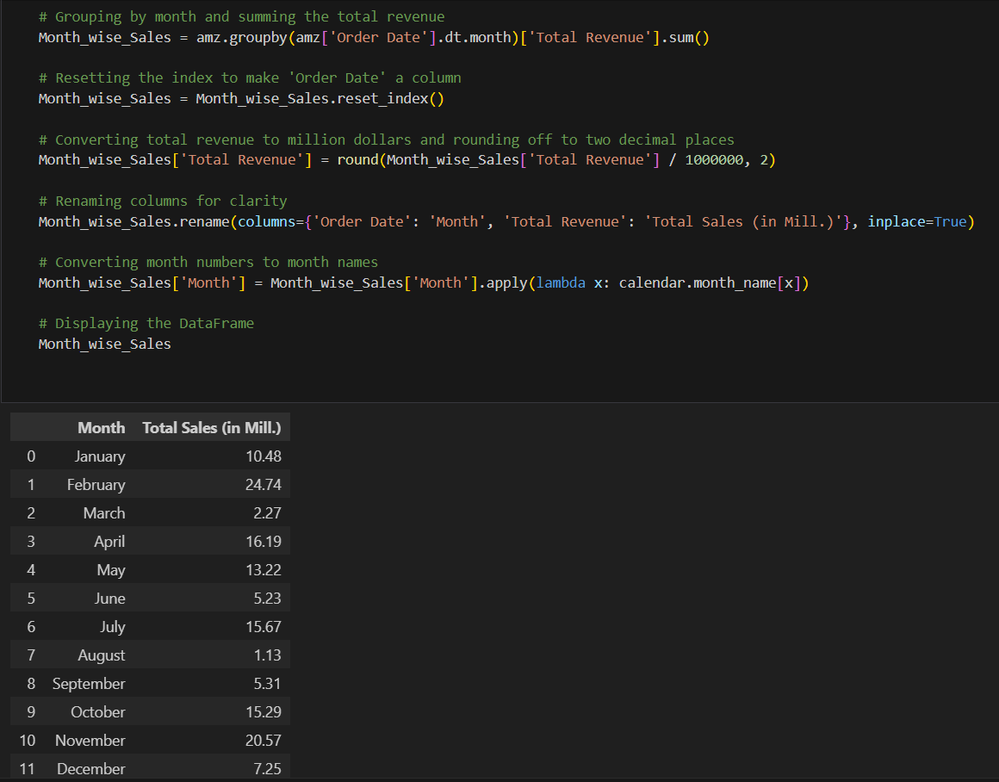 # Grouping by month and summing the total revenue
Month_wise_Sales = amz.groupby(amz['Order Date'].dt.month)['Total Revenue'].sum()
# Resetting the index to make 'Order Date' a column
Month_wise_Sales = Month_wise_Sales.reset_index()
# Converting total revenue to million dollars and rounding off to two decimal places
Month_wise_Sales['Total Revenue'] = round(Month_wise_Sales['Total Revenue'] / 1000000, 2)
# Renaming columns for clarity
Month_wise_Sales.rename(columns={'Order Date': 'Month', 'Total Revenue': 'Total Sales (in Mill.)'}, inplace=True)
# Converting month numbers to month names
Month_wise_Sales['Month'] = Month_wise_Sales['Month'].apply(lambda x: calendar.month_name[x])
# Displaying the DataFrame
Month_wise_Sales
Month Total Sales (in Mill.)
0 January 10.48
1 February 24.74
2 March 2.27
3 April 16.19
4 May 13.22
5 June 5.23
6 July 15.67
7 August 1.13
8 September 5.31
9 October 15.29
10 November 20.57
11 December 7.25